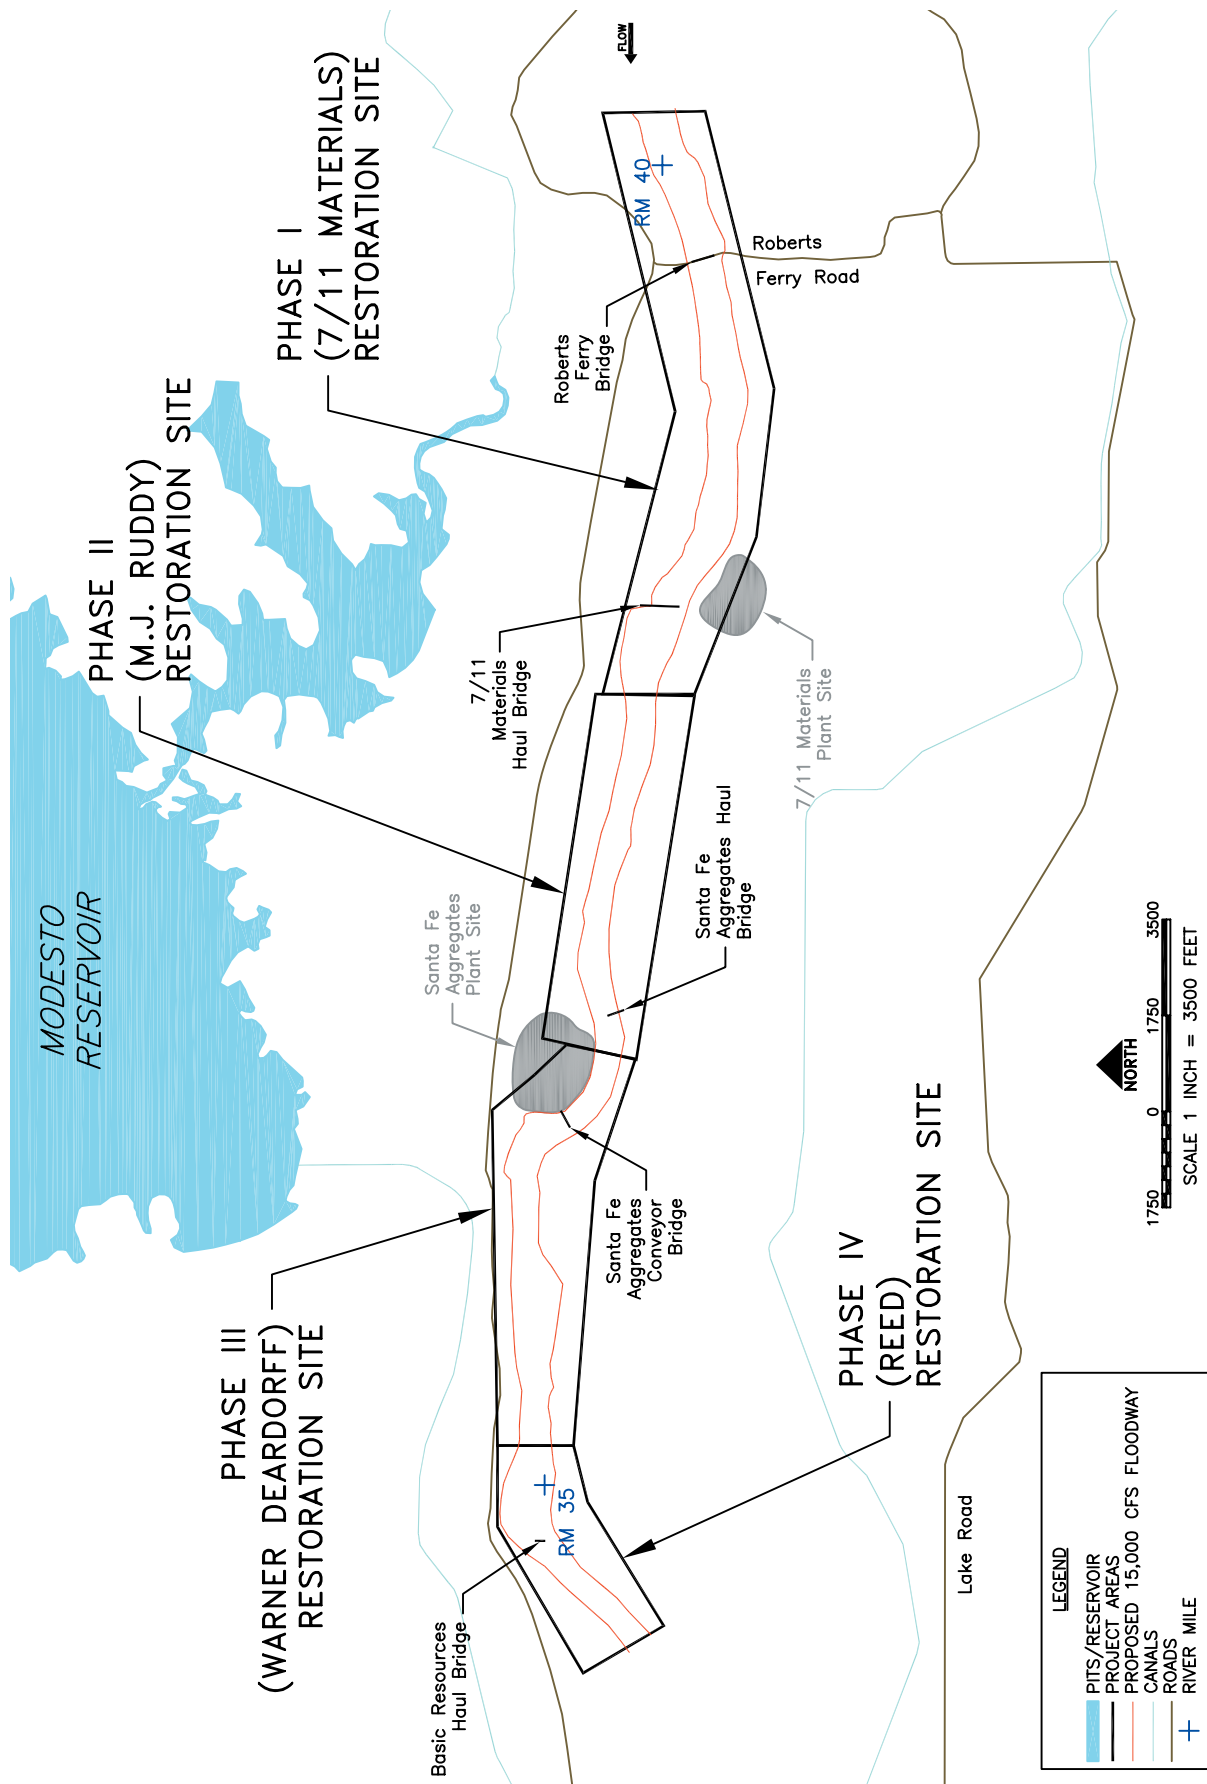 FLOW
PHASE I
(7/11 MATERIALS)
RESTORATION SITE
PHASE II
(M.J. RUDDY)
RESTORATION SITE
PHASE III
(WARNER DEARDORFF)
RESTORATION SITE
PHASE IV
(REED)
RESTORATION SITE
MODESTO
RESERVOIR
RM 40
Roberts
Ferry Road
Roberts
Ferry
Bridge
7/11
Materials
Haul Bridge
7/11 Materials
Plant Site
Santa Fe
Aggregates
Plant Site
Santa Fe
Aggregates Haul
Bridge
Santa Fe
Aggregates
Conveyor
Bridge
RM 35
Basic Resources
Haul Bridge
Lake Road
NORTH
1750
0
1750
3500
SCALE 1 INCH = 3500 FEET
LEGEND
PITS/RESERVOIR
PROJECT AREAS
PROPOSED 15,000 CFS FLOODWAY
CANALS
ROADS
RIVER MILE